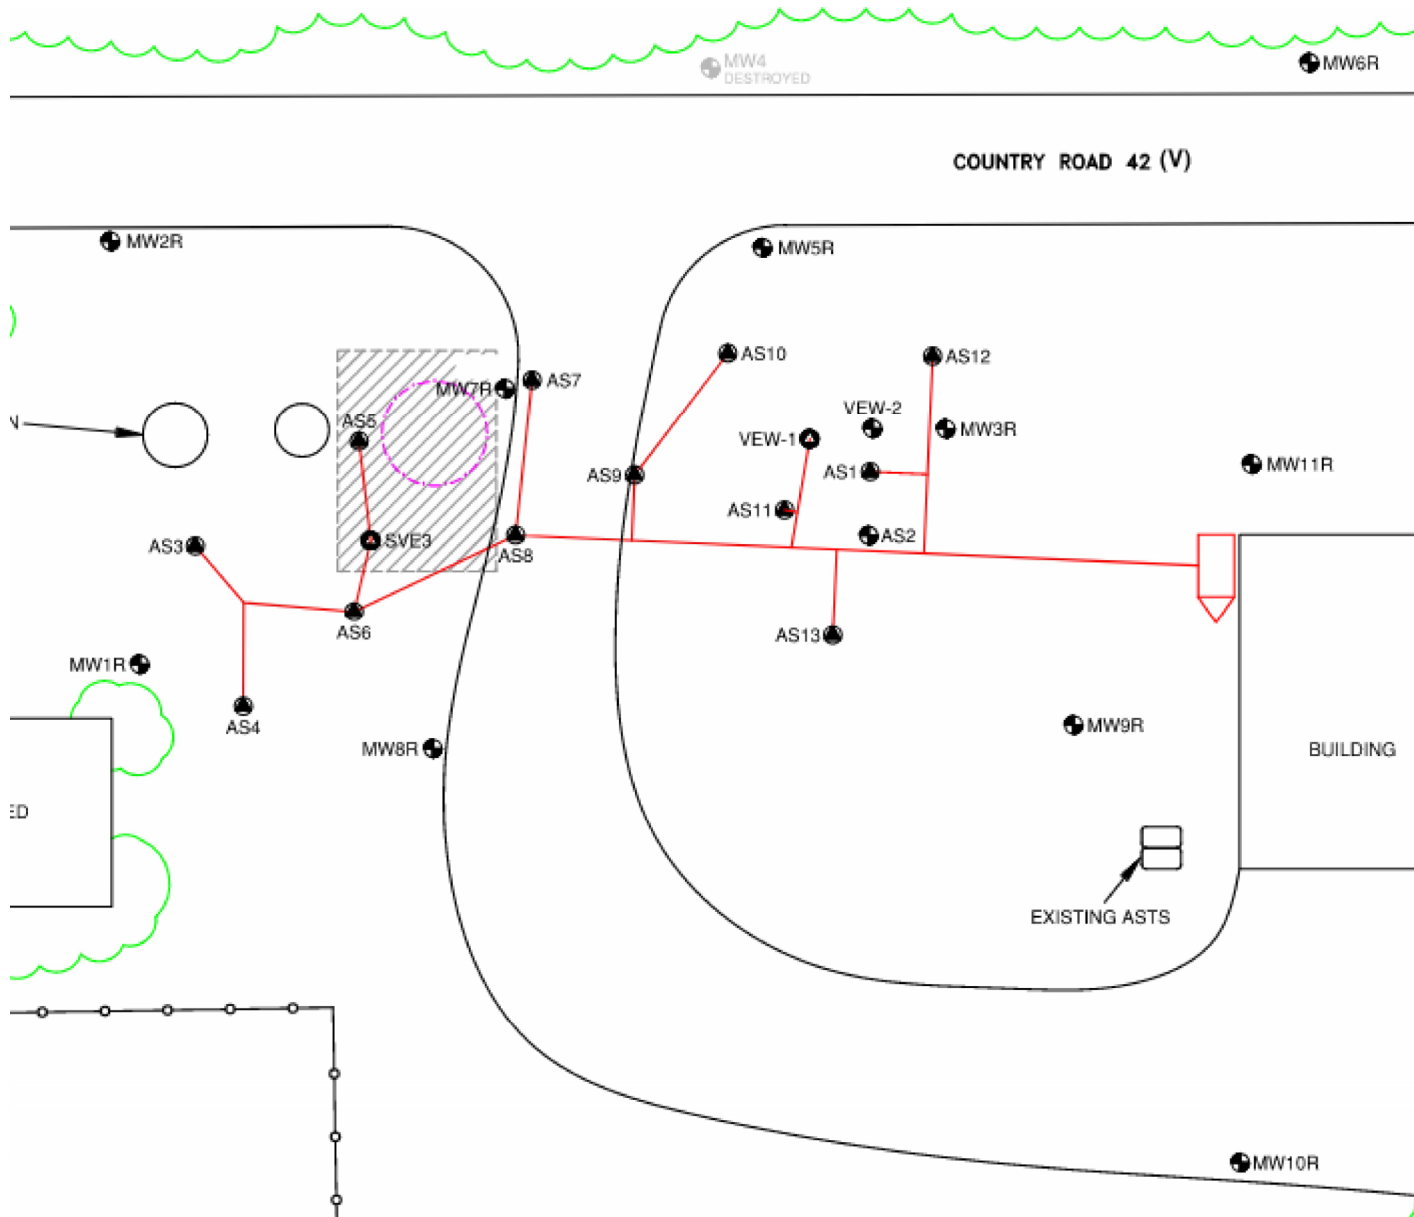 MW4
DESTROYED
MW6R
COUNTRY ROAD 42 (V)
MW2R
MW5R
AS10
AS12
AS7
MW7R
VEW-2
AS5
N
VEW-1
MW3R
MW11R
AS9
AS1
AS11
AS2
SVE3
AS3
AS8
AS6
AS13
MW1R
AS4
MW9R
MW8R
BUILDING
ED
EXISTING ASTS
MW10R